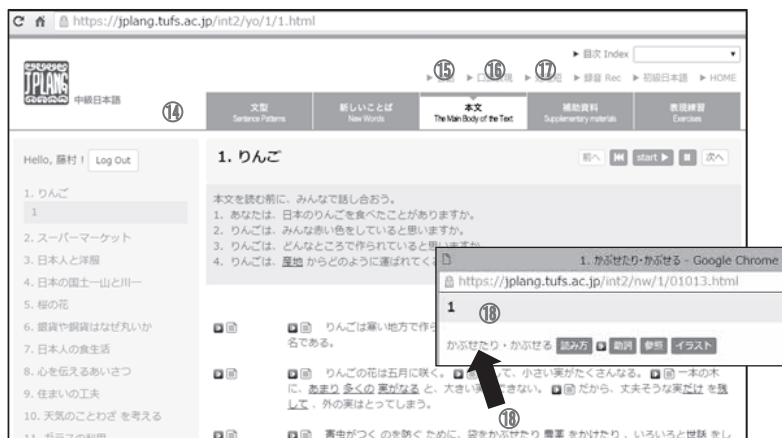 https://jplang.tufs.ac.jp/int2/yo/1/1.html
▶ 目次 Index
JPLANG
中級日本語
⑮ ⑯ ⑰
▶ 録音 Rec ▶ 初級日本語 ▶ HOME
⑭
文型 新しいことば 本文 補助資料 表現練習
Sentence Patterns New Words The Main Body of the Text Supplementary materials Exercises
Hello, 藤村 ! Log Out
1. りんご
1
2. スーパーマーケット
3. 日本人と洋服
4. 日本の国土―山と川―
5. 桜の花
6. 銀貨や銅貨はなぜ丸いか
7. 日本人の食生活
8. 心を伝えるあいさつ
9. 住まいの工夫
10. 天気のことわざ を考える
11. ガラスの利用
1. りんご
前へ start ▶ 次へ
本文を読む前に、みんなで話し合おう。
1. あなたは、日本のりんごを食べたことがありますか。
2. りんごは、みんな赤い色をしていると思いますか。
3. りんごは、どんなところで作られていると思いますか
4. りんごは、産地 からどのように運ばれてく
りんごは寒い地方で作
名である。
りんごの花は五月に咲く。 して、小さい実がたくさんなる。 一本の木
に、あまり 多くの 実がなる と、大きい できない。 だから、丈夫そうな実だけ を残
して 、外の実はとってしまう。
害虫がつく のを防ぐ ために、袋をかぶせたり 農薬 をかけたり 、いろいろと世話 をし
1. かぶせたり・かぶせる - Google Chrome
https://jplang.tufs.ac.jp/int2/nw/1/01013.html
1
⑱
かぶせたり・かぶせる 読み方 助詞 参照 イラスト
⑱